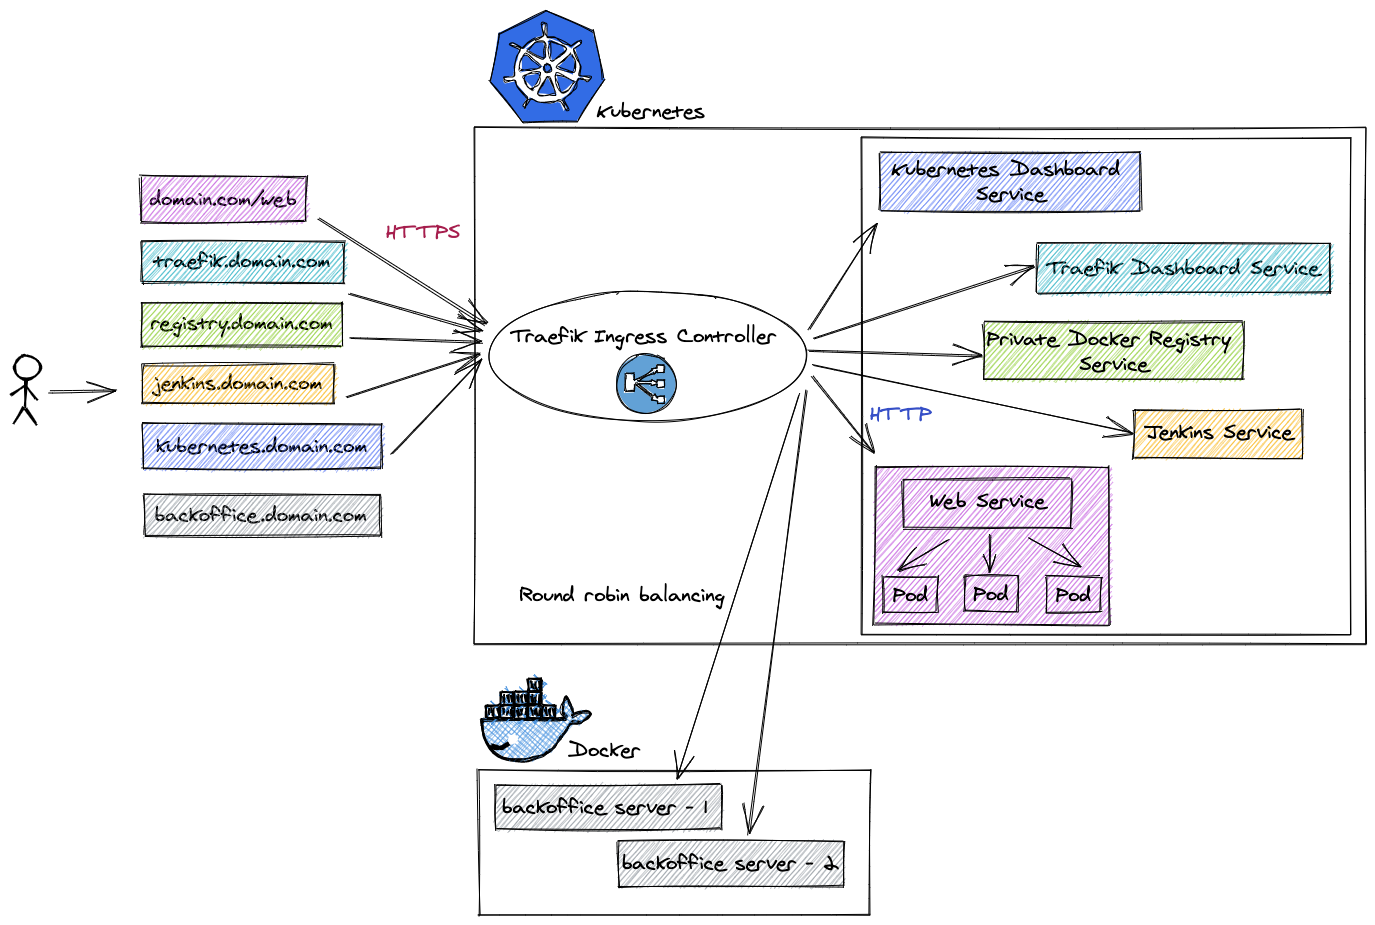 Kubernetes
domain.com/web
traefik.domain.com
registry.domain.com
jenkins.domain.com
kubernetes.domain.com
backoffice.domain.com
HTTPS
Traefik Ingress Controller
Kubernetes Dashboard
Service
Traefik Dashboard Service
Private Docker Registry
Service
HTTP
Jenkins Service
Web Service
Pod
Pod
Pod
Round robin balancing
Docker
backoffice server - 1
backoffice server - 2